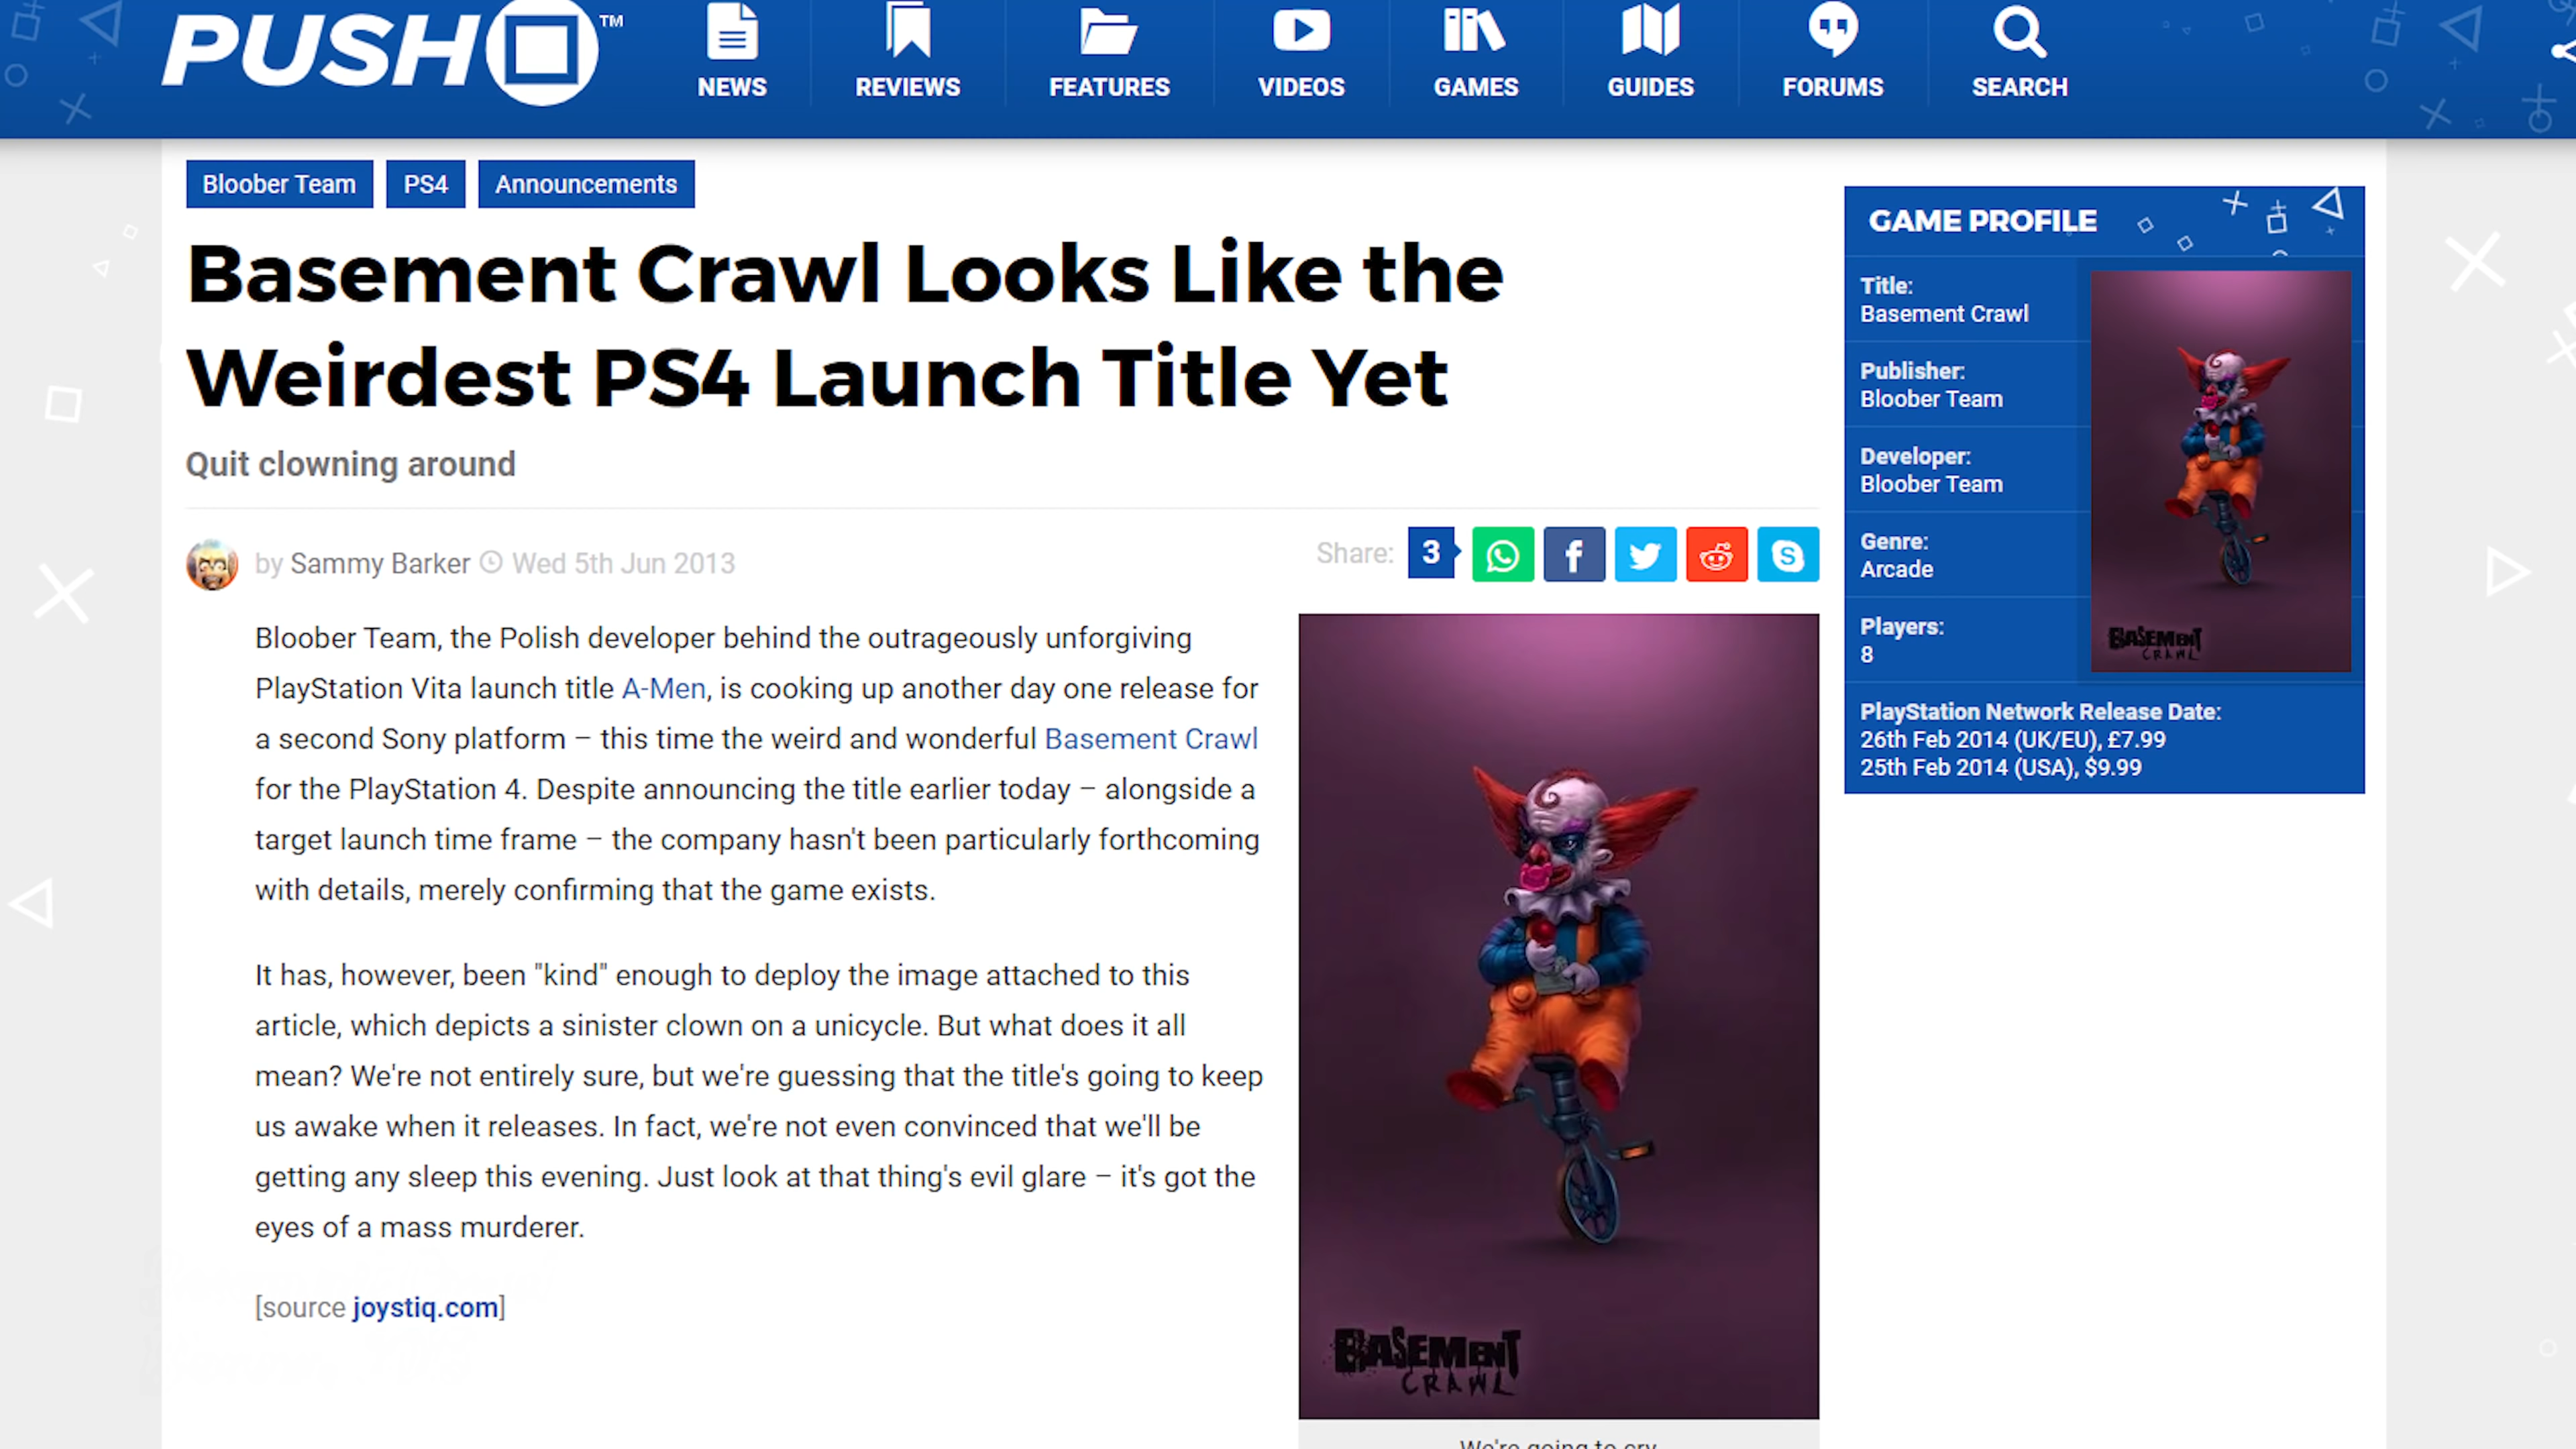 PUSH ™
NEWS
REVIEWS
FEATURES
VIDEOS
GAMES
GUIDES
FORUMS
SEARCH
Bloober Team
PS4
Announcements
Basement Crawl Looks Like the
Weirdest PS4 Launch Title Yet
Quit clowning around
by Sammy Barker Wed 5th Jun 2013
Share: 3
Bloober Team, the Polish developer behind the outrageously unforgiving
PlayStation Vita launch title A-Men, is cooking up another day one release for
a second Sony platform – this time the weird and wonderful Basement Crawl
for the PlayStation 4. Despite announcing the title earlier today – alongside a
target launch time frame – the company hasn't been particularly forthcoming
with details, merely confirming that the game exists.
It has, however, been "kind" enough to deploy the image attached to this
article, which depicts a sinister clown on a unicycle. But what does it all
mean? We're not entirely sure, but we're guessing that the title's going to keep
us awake when it releases. In fact, we're not even convinced that we'll be
getting any sleep this evening. Just look at that thing's evil glare – it's got the
eyes of a mass murderer.
[source joystiq.com]
BASEMENT
CRAWL
We're going to cry
GAME PROFILE
Title:
Basement Crawl
Publisher:
Bloober Team
Developer:
Bloober Team
Genre:
Arcade
Players:
8
BASEMENT
CRAWL
PlayStation Network Release Date:
26th Feb 2014 (UK/EU), £7.99
25th Feb 2014 (USA), $9.99